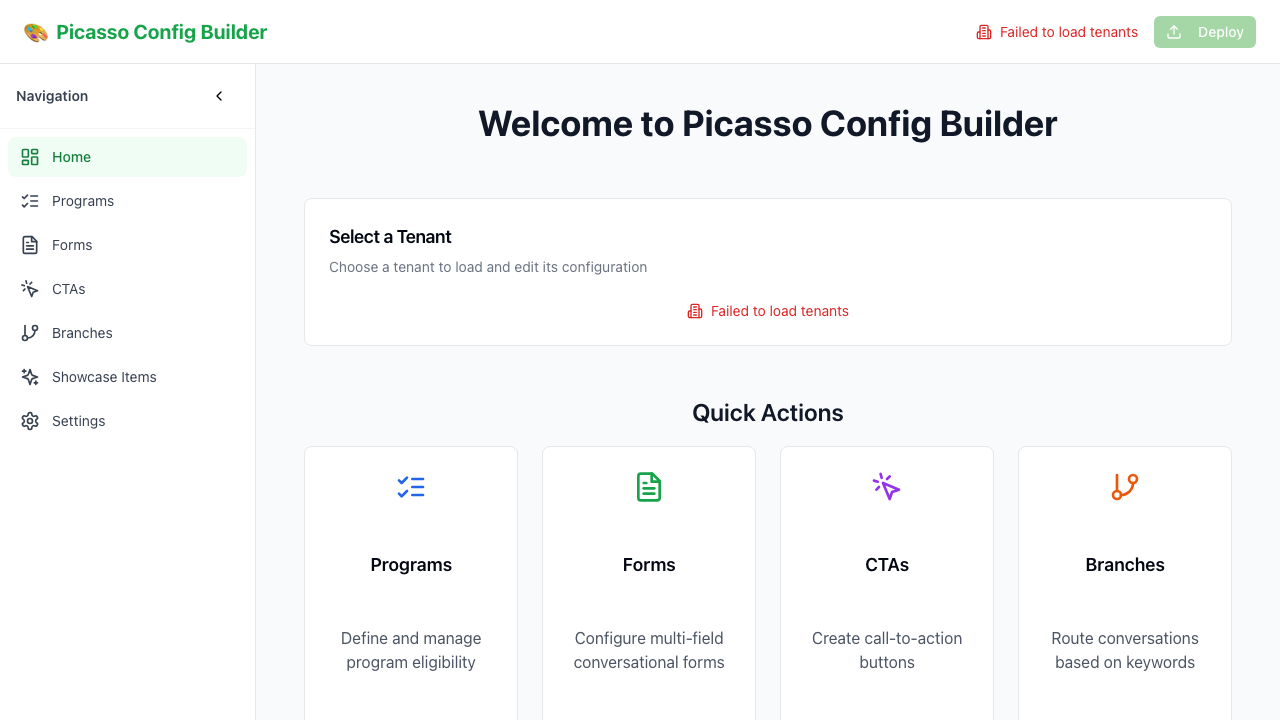 Picasso Config Builder
Failed to load tenants
Deploy
Navigation
Home
Programs
Forms
CTAs
Branches
Showcase Items
Settings
Welcome to Picasso Config Builder
Select a Tenant
Choose a tenant to load and edit its configuration
Failed to load tenants
Quick Actions
Programs
Define and manage
program eligibility
Forms
Configure multi-field
conversational forms
CTAs
Create call-to-action
buttons
Branches
Route conversations
based on keywords